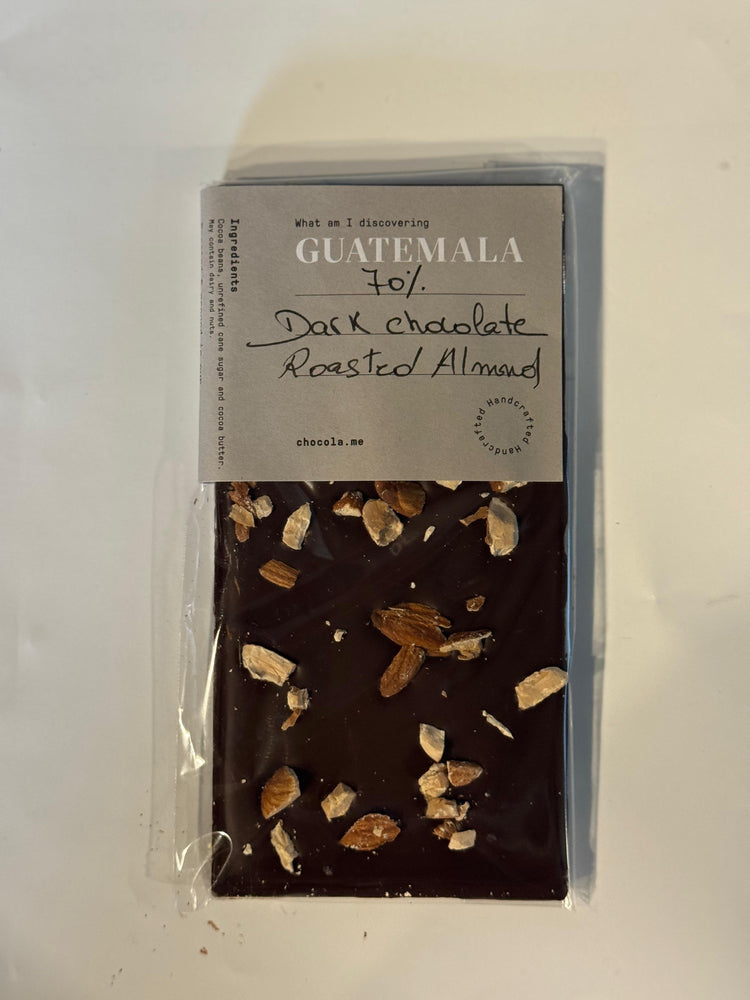 What am I discovering
GUATEMALA
70%
Dark chocolate
Roasted Almond
chocola.me
Handcrafted Handcrafted
Ingredients
Cocoa beans, unrefined cane sugar and cocoa butter.
May contain dairy and nuts.